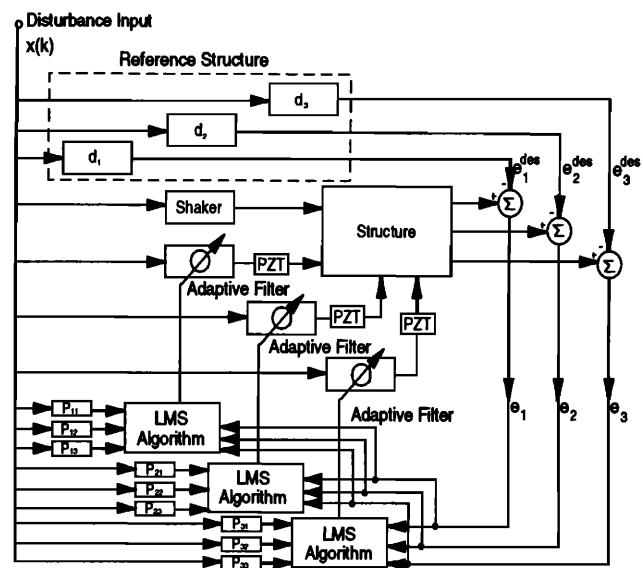 Disturbance Input
x(k)
Reference Structure
d3
d2
d1
e1des
e2des
e3des
- 
+
Σ
-
+
Σ
-
+
Σ
Shaker
Structure
PZT
Adaptive Filter
PZT
PZT
Adaptive Filter
Adaptive Filter
e1
e2
e3
P11
P12
P13
LMS
Algorithm
P21
P22
P23
LMS
Algorithm
P31
P32
P33
LMS
Algorithm